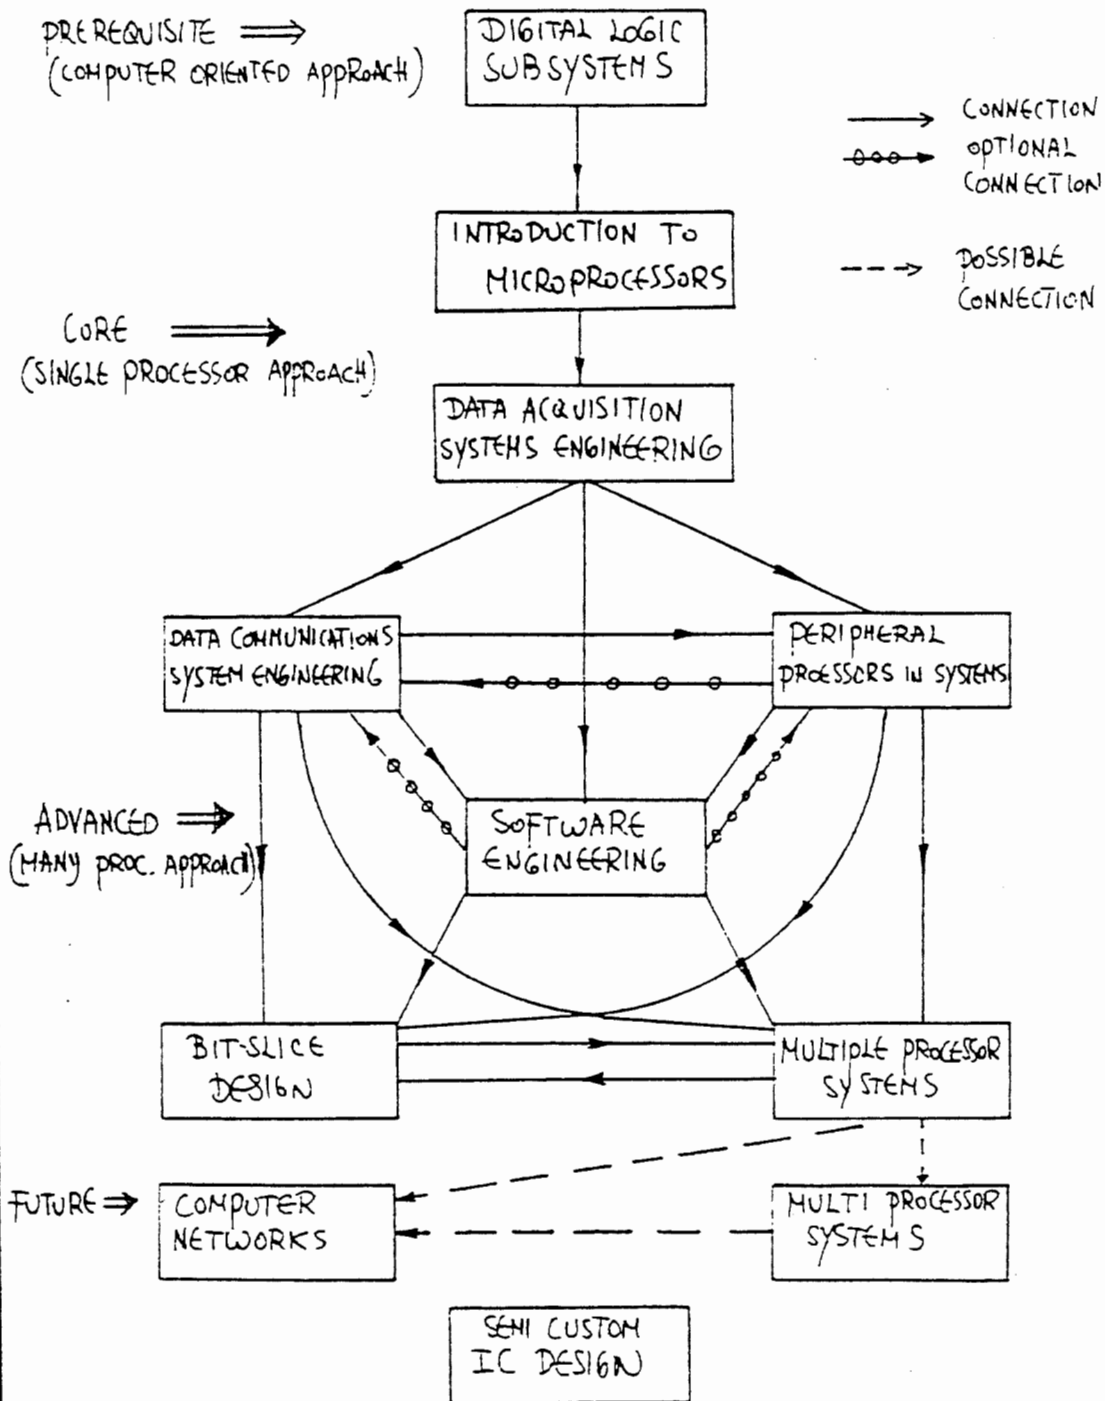 PREREQUISITE
(COMPUTER ORIENTED APPROACH)
DIGITAL LOGIC
SUBSYSTEMS
CONNECTION
OPTIONAL
CONNECTION
POSSIBLE
CONNECTION
INTRODUCTION TO
MICROPROCESSORS
CORE
(SINGLE PROCESSOR APPROACH)
DATA ACQUISITION
SYSTEMS ENGINEERING
DATA COMMUNICATIONS
SYSTEM ENGINEERING
PERIPHERAL
PROCESSORS IN SYSTEMS
ADVANCED
(MANY PROC. APPROACH)
SOFTWARE
ENGINEERING
BIT-SLICE
DESIGN
MULTIPLE PROCESSOR
SYSTEMS
FUTURE
COMPUTER
NETWORKS
MULTI PROCESSOR
SYSTEMS
SEMI CUSTOM
IC DESIGN